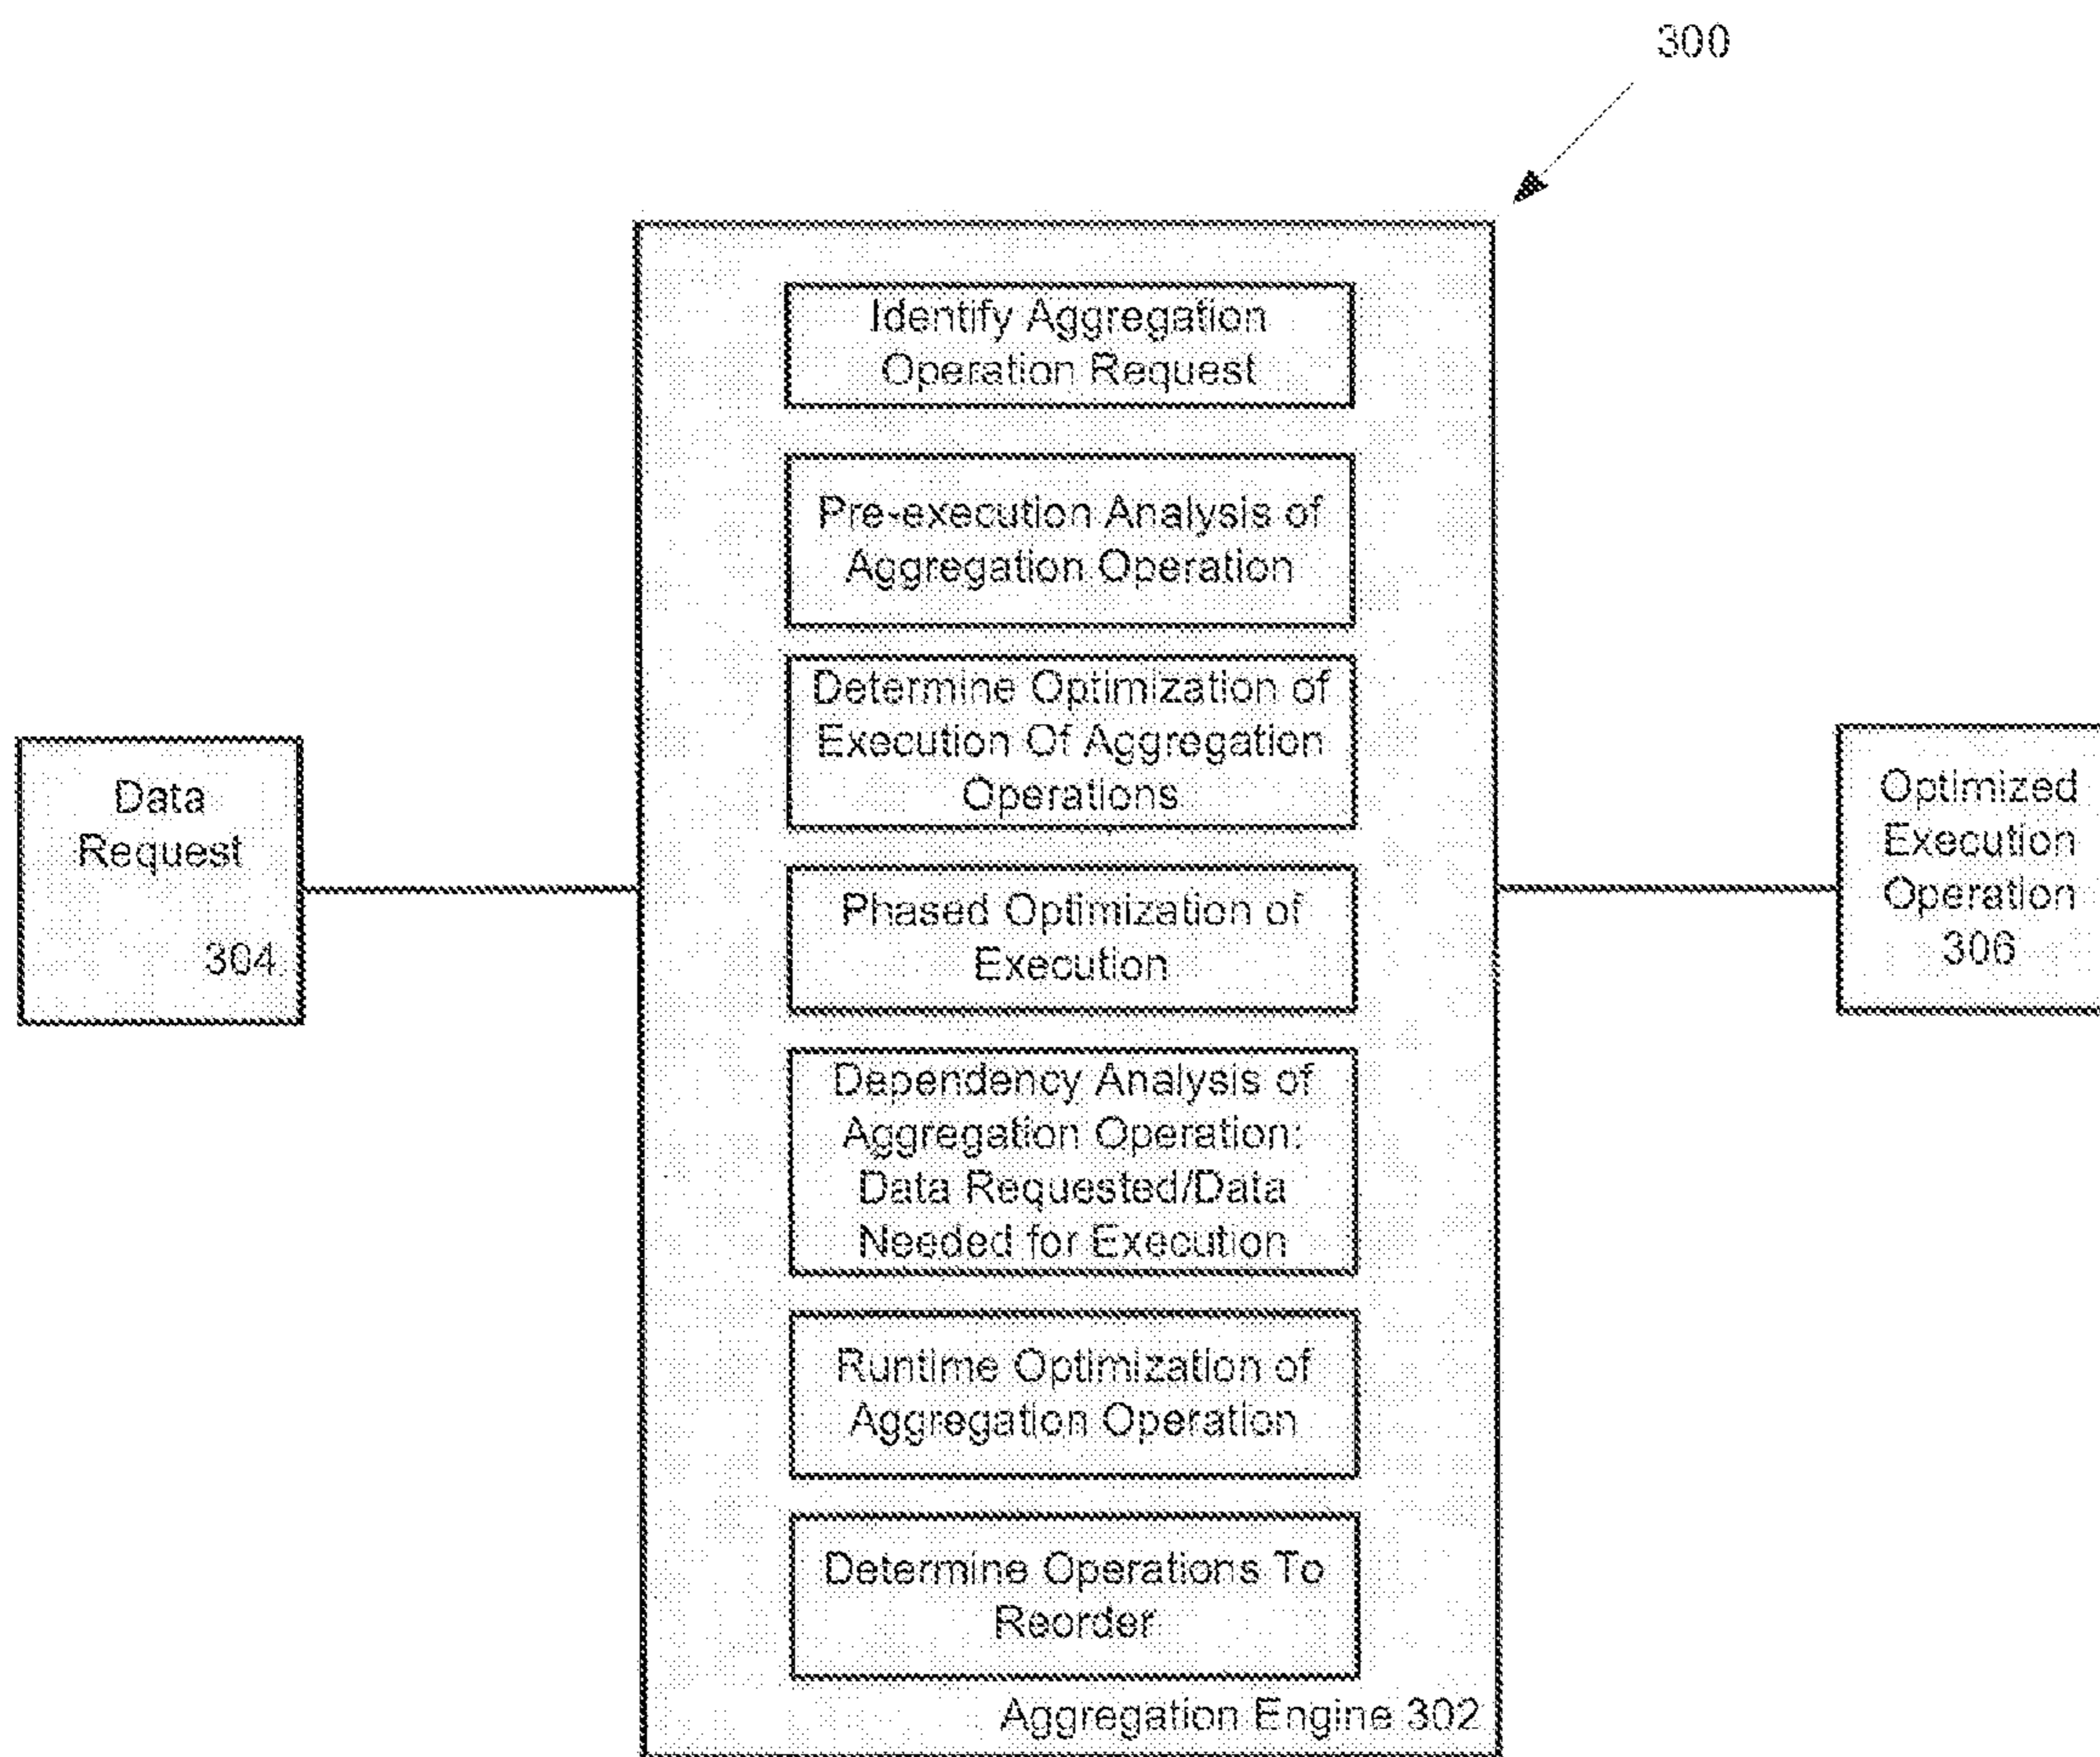 300
Identify Aggregation
Operation Request
Pre-execution Analysis of
Aggregation Operation
Determine Optimization of
Execution Of Aggregation
Operations
Phased Optimization of
Execution
Dependency Analysis of
Aggregation Operation:
Data Requested/Data
Needed for Execution
Runtime Optimization of
Aggregation Operation
Determine Operations To
Reorder
Aggregation Engine 302
Data
Request
304
Optimized
Execution
Operation
306